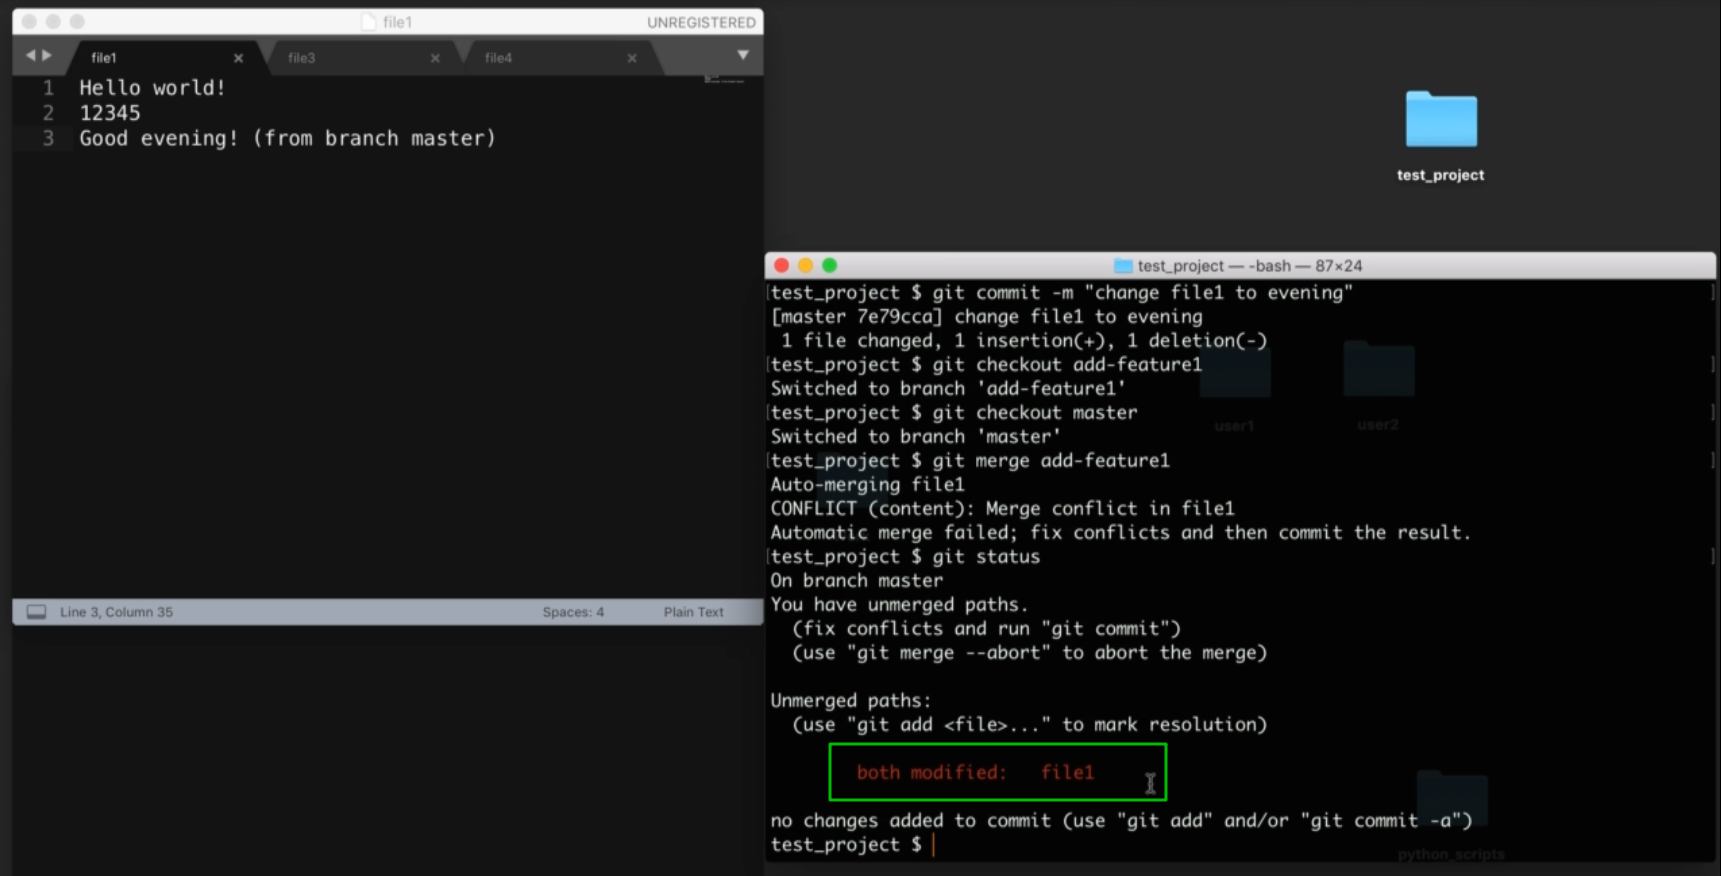 file1
UNREGISTERED
file1
file3
file4
1 Hello world!
2 12345
3 Good evening! (from branch master)
Line 3, Column 35
Spaces: 4
Plain Text
test_project
test_project — -bash — 87×24
[test_project $ git commit -m "change file1 to evening" ]
[master 7e79cca] change file1 to evening
1 file changed, 1 insertion(+), 1 deletion(-)
[test_project $ git checkout add-feature1 ]
Switched to branch 'add-feature1'
[test_project $ git checkout master ]
Switched to branch 'master'
[test_project $ git merge add-feature1 ]
Auto-merging file1
CONFLICT (content): Merge conflict in file1
Automatic merge failed; fix conflicts and then commit the result.
[test_project $ git status ]
On branch master
You have unmerged paths.
(fix conflicts and run "git commit")
(use "git merge --abort" to abort the merge)
Unmerged paths:
(use "git add <file>..." to mark resolution)
both modified: file1
no changes added to commit (use "git add" and/or "git commit -a")
test_project $
user1
user2
python_scripts